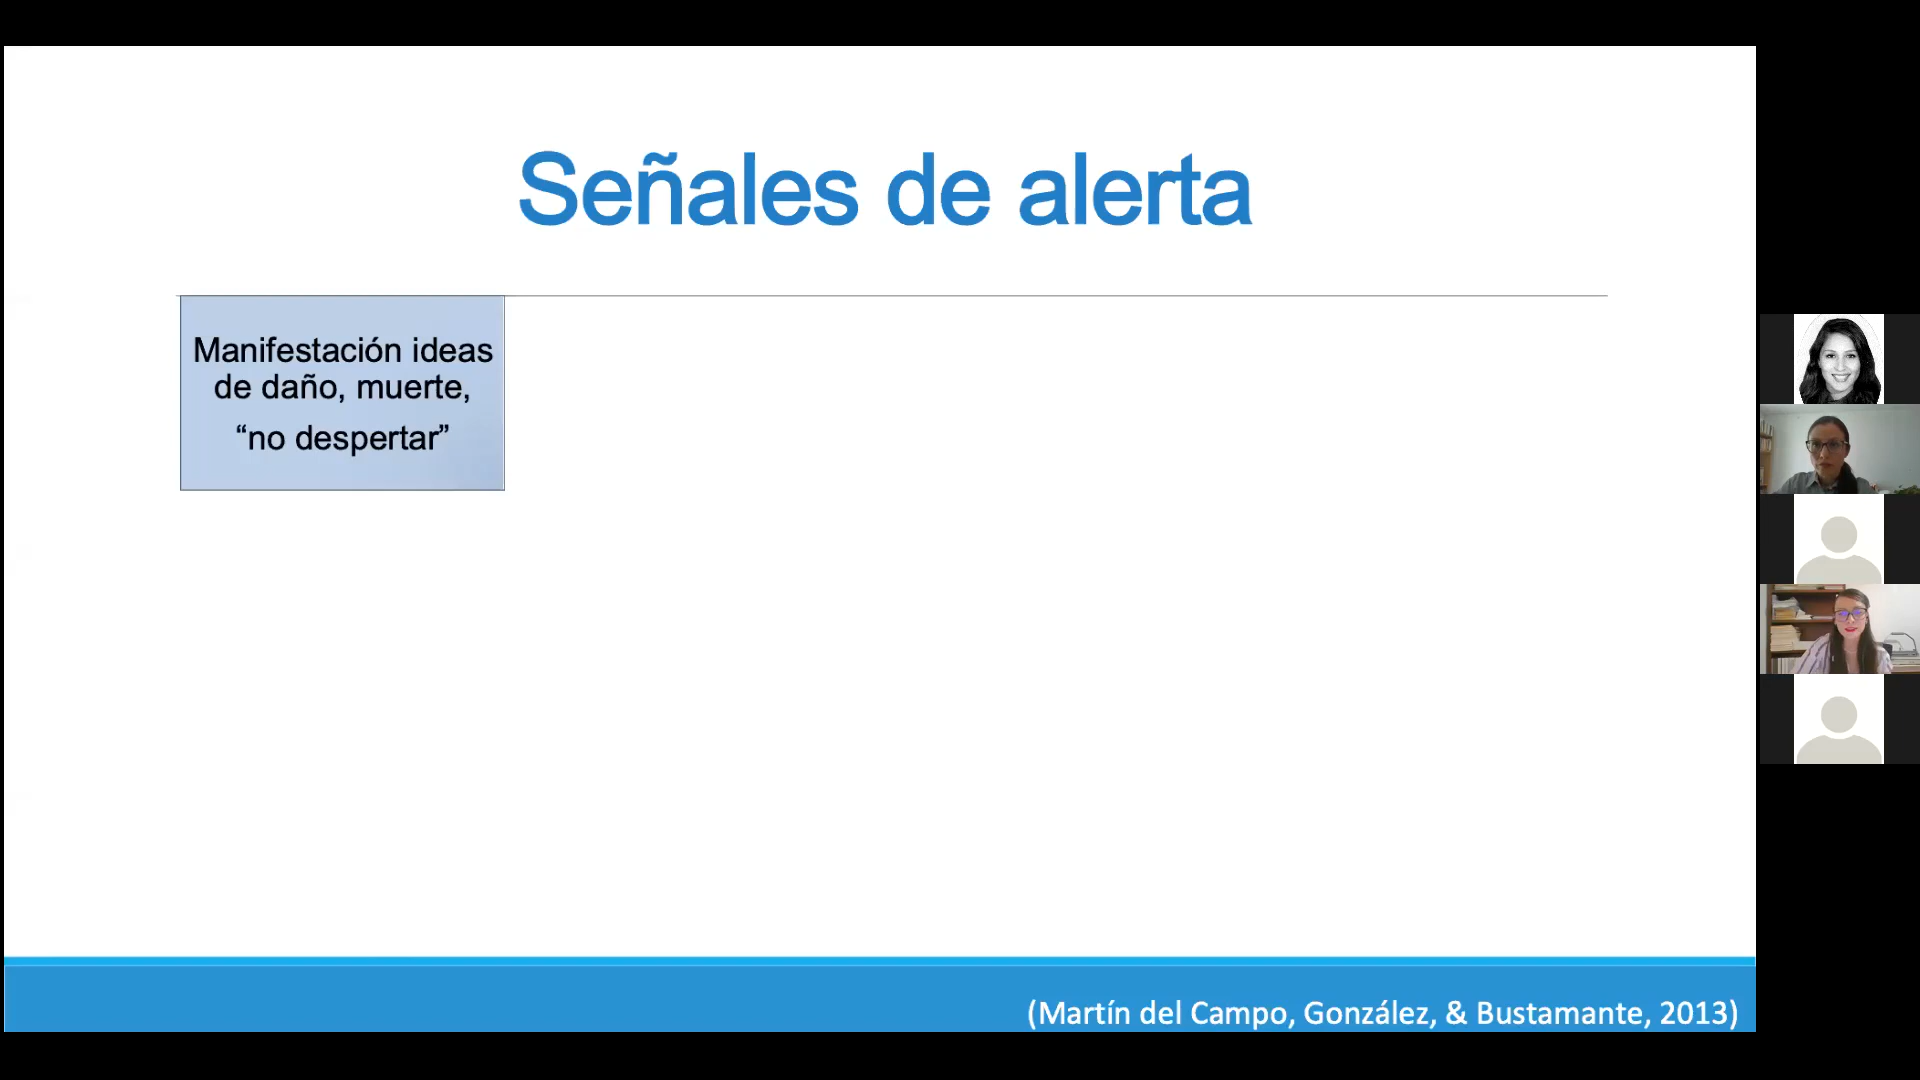 Señales de alerta
Manifestación ideas
de daño, muerte,
“no despertar”
(Martín del Campo, González, & Bustamante, 2013)